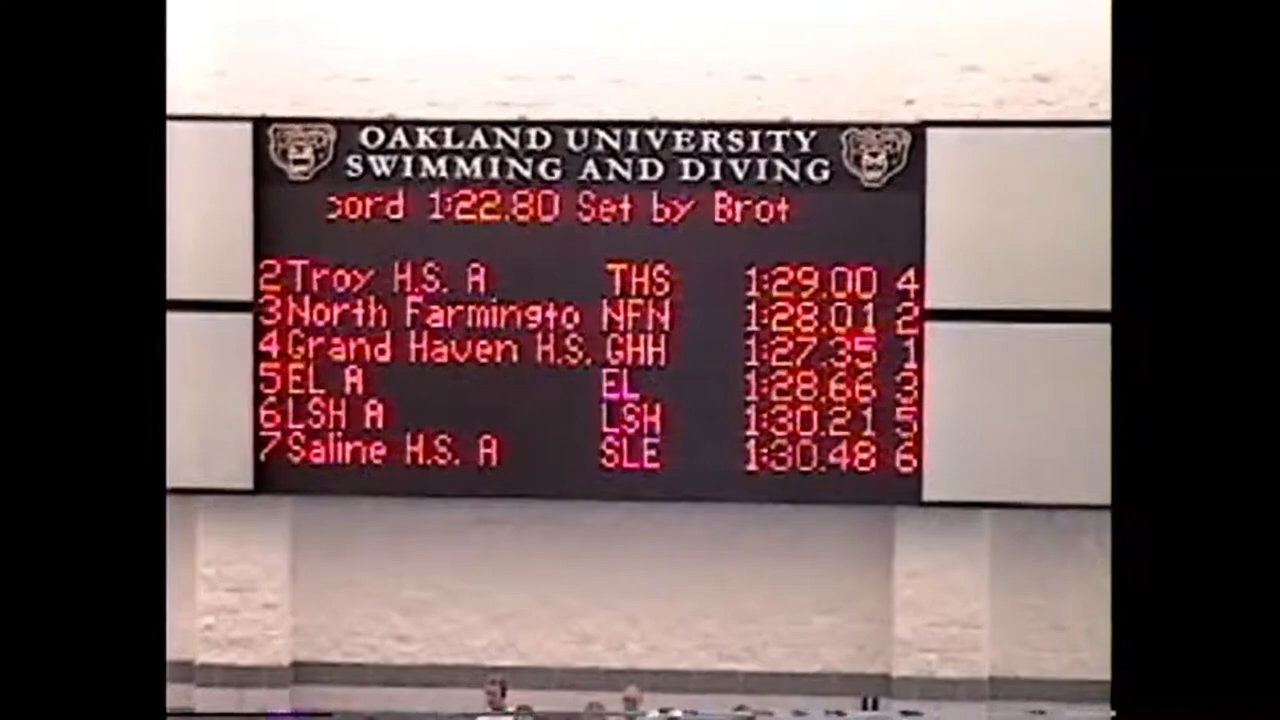 OAKLAND UNIVERSITY
SWIMMING AND DIVING
cord 1:22.80 Set by Brot
2 Troy H.S. A THS 1:29.00 4
3 North Farmingto NFN 1:28.01 2
4 Grand Haven H.S. GHH 1:27.35 1
5 EL A EL 1:28.66 3
6 LSH A LSH 1:30.21 5
7 Saline H.S. A SLE 1:30.48 6